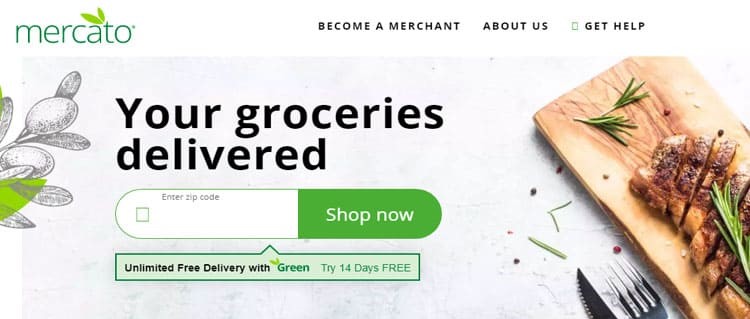 mercato
BECOME A MERCHANT ABOUT US GET HELP
Your groceries
delivered
Enter zip code
Shop now
Unlimited Free Delivery with Green Try 14 Days FREE